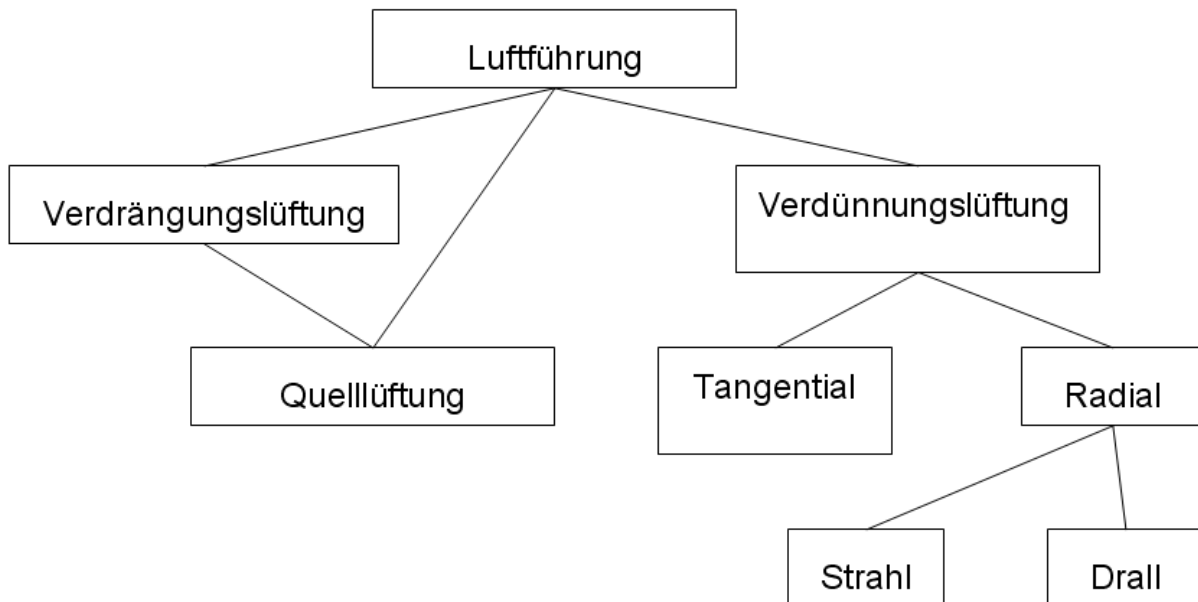 Luftführung
Verdrängungslüftung
Verdünnungslüftung
Quelllüftung
Tangential
Radial
Strahl
Drall